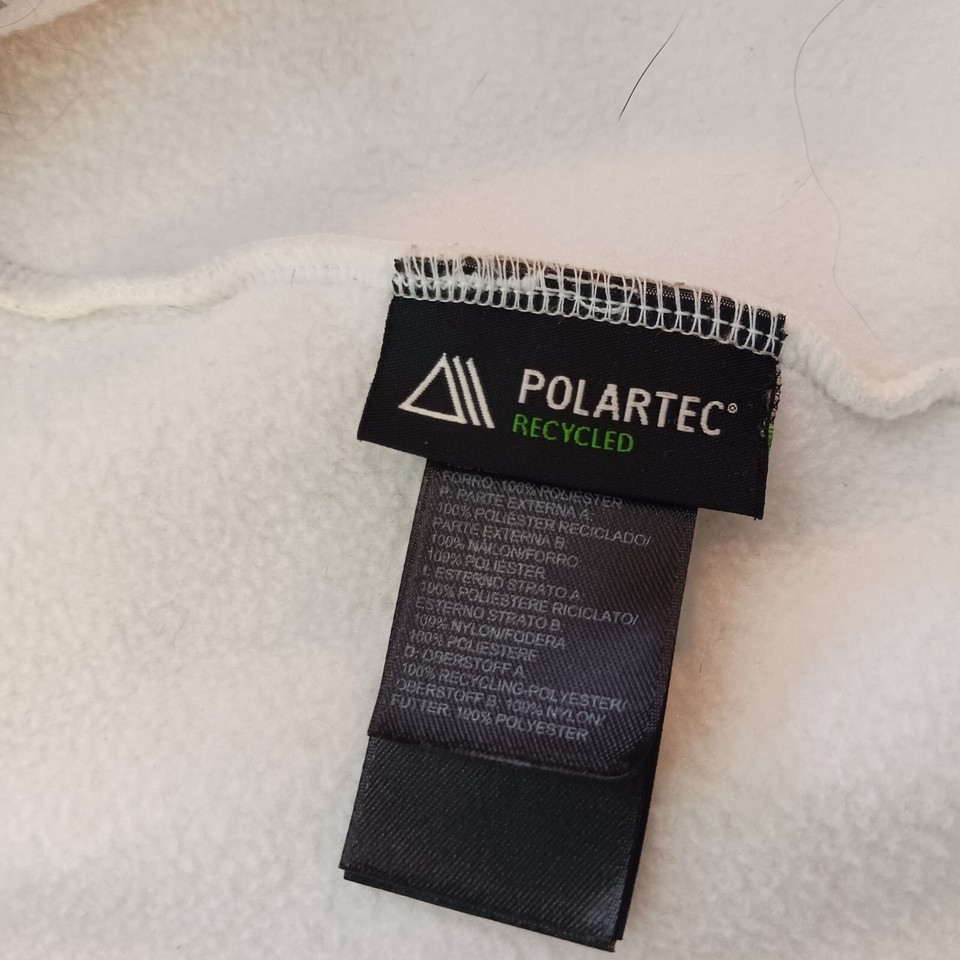 POLARTEC®
RECYCLED
FORRO: 100% POLIESTER
P: PARTE EXTERNA A:
100% POLIESTER RECICLADO/
PARTE EXTERNA B:
100% NAILON/FORRO
100% POLIESTER
I: ESTERNO STRATO A:
100% POLIESTERE RICICLATO/
ESTERNO STRATO B:
100% NYLON/FODERA
100% POLIESTERE
D: OBERSTOFF A:
100% RECYCLING-POLYESTER/
OBERSTOFF B: 100% NYLON/
FUTTER: 100% POLYESTER